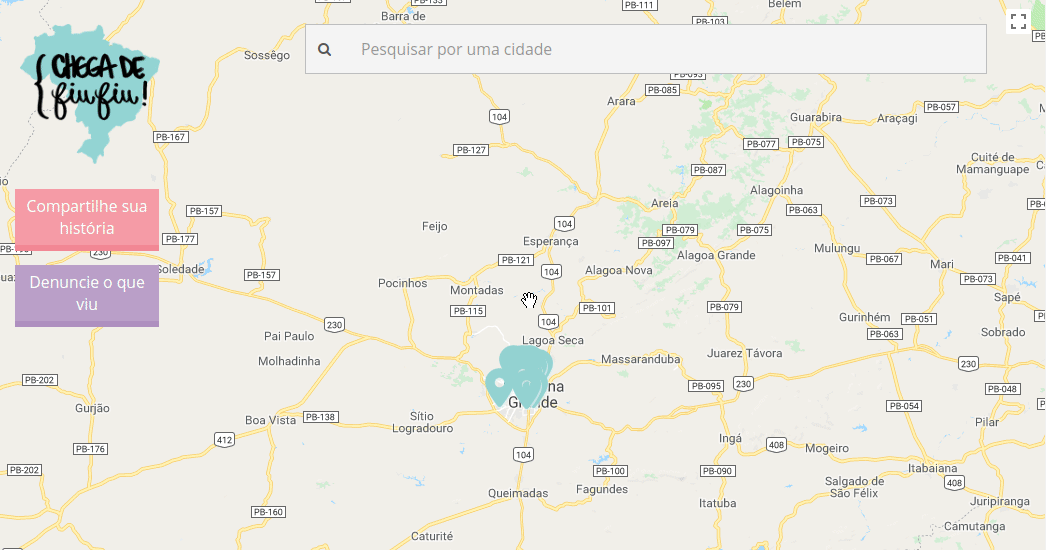 PB-111
PB-133
Belem
Barra de
PB-103
{ CHEGA DE
fiufiu! }
Pesquisar por uma cidade
Sossêgo
PB-093
PB-085
Arara
PB-057
104
Guarabira
Araçagi
PB-167
PB-077
PB-075
PB-127
Cuité de
Mamanguape
PB-087
Alagoinha
Compartilhe sua
história
PB-157
Areia
PB-073
PB-063
104
Feijo
PB-079
PB-075
PB-177
Esperança
PB-097
Mulungu
230
Alagoa Grande
PB-121
PB-067
PB-041
Soledade
PB-157
104
Alagoa Nova
Mari
Denuncie o que
viu
Pocinhos
PB-073
Montadas
Sapé
PB-115
PB-101
PB-079
230
104
Gurinhém
PB-051
Pai Paulo
PB-063
Sobrado
Lagoa Seca
Molhadinha
Massaranduba
Juarez Távora
230
PB-202
PB-095
230
PB-048
Grande
Gurjão
PB-054
Boa Vista
PB-138
Sítio
Logradouro
Pilar
412
Ingá
408
Mogeiro
PB-176
104
PB-202
PB-100
PB-090
Itabaiana
Queimadas
Fagundes
Salgado de
São Félix
408
Itatuba
Juripiranga
PB-160
Camutanga
Caturité